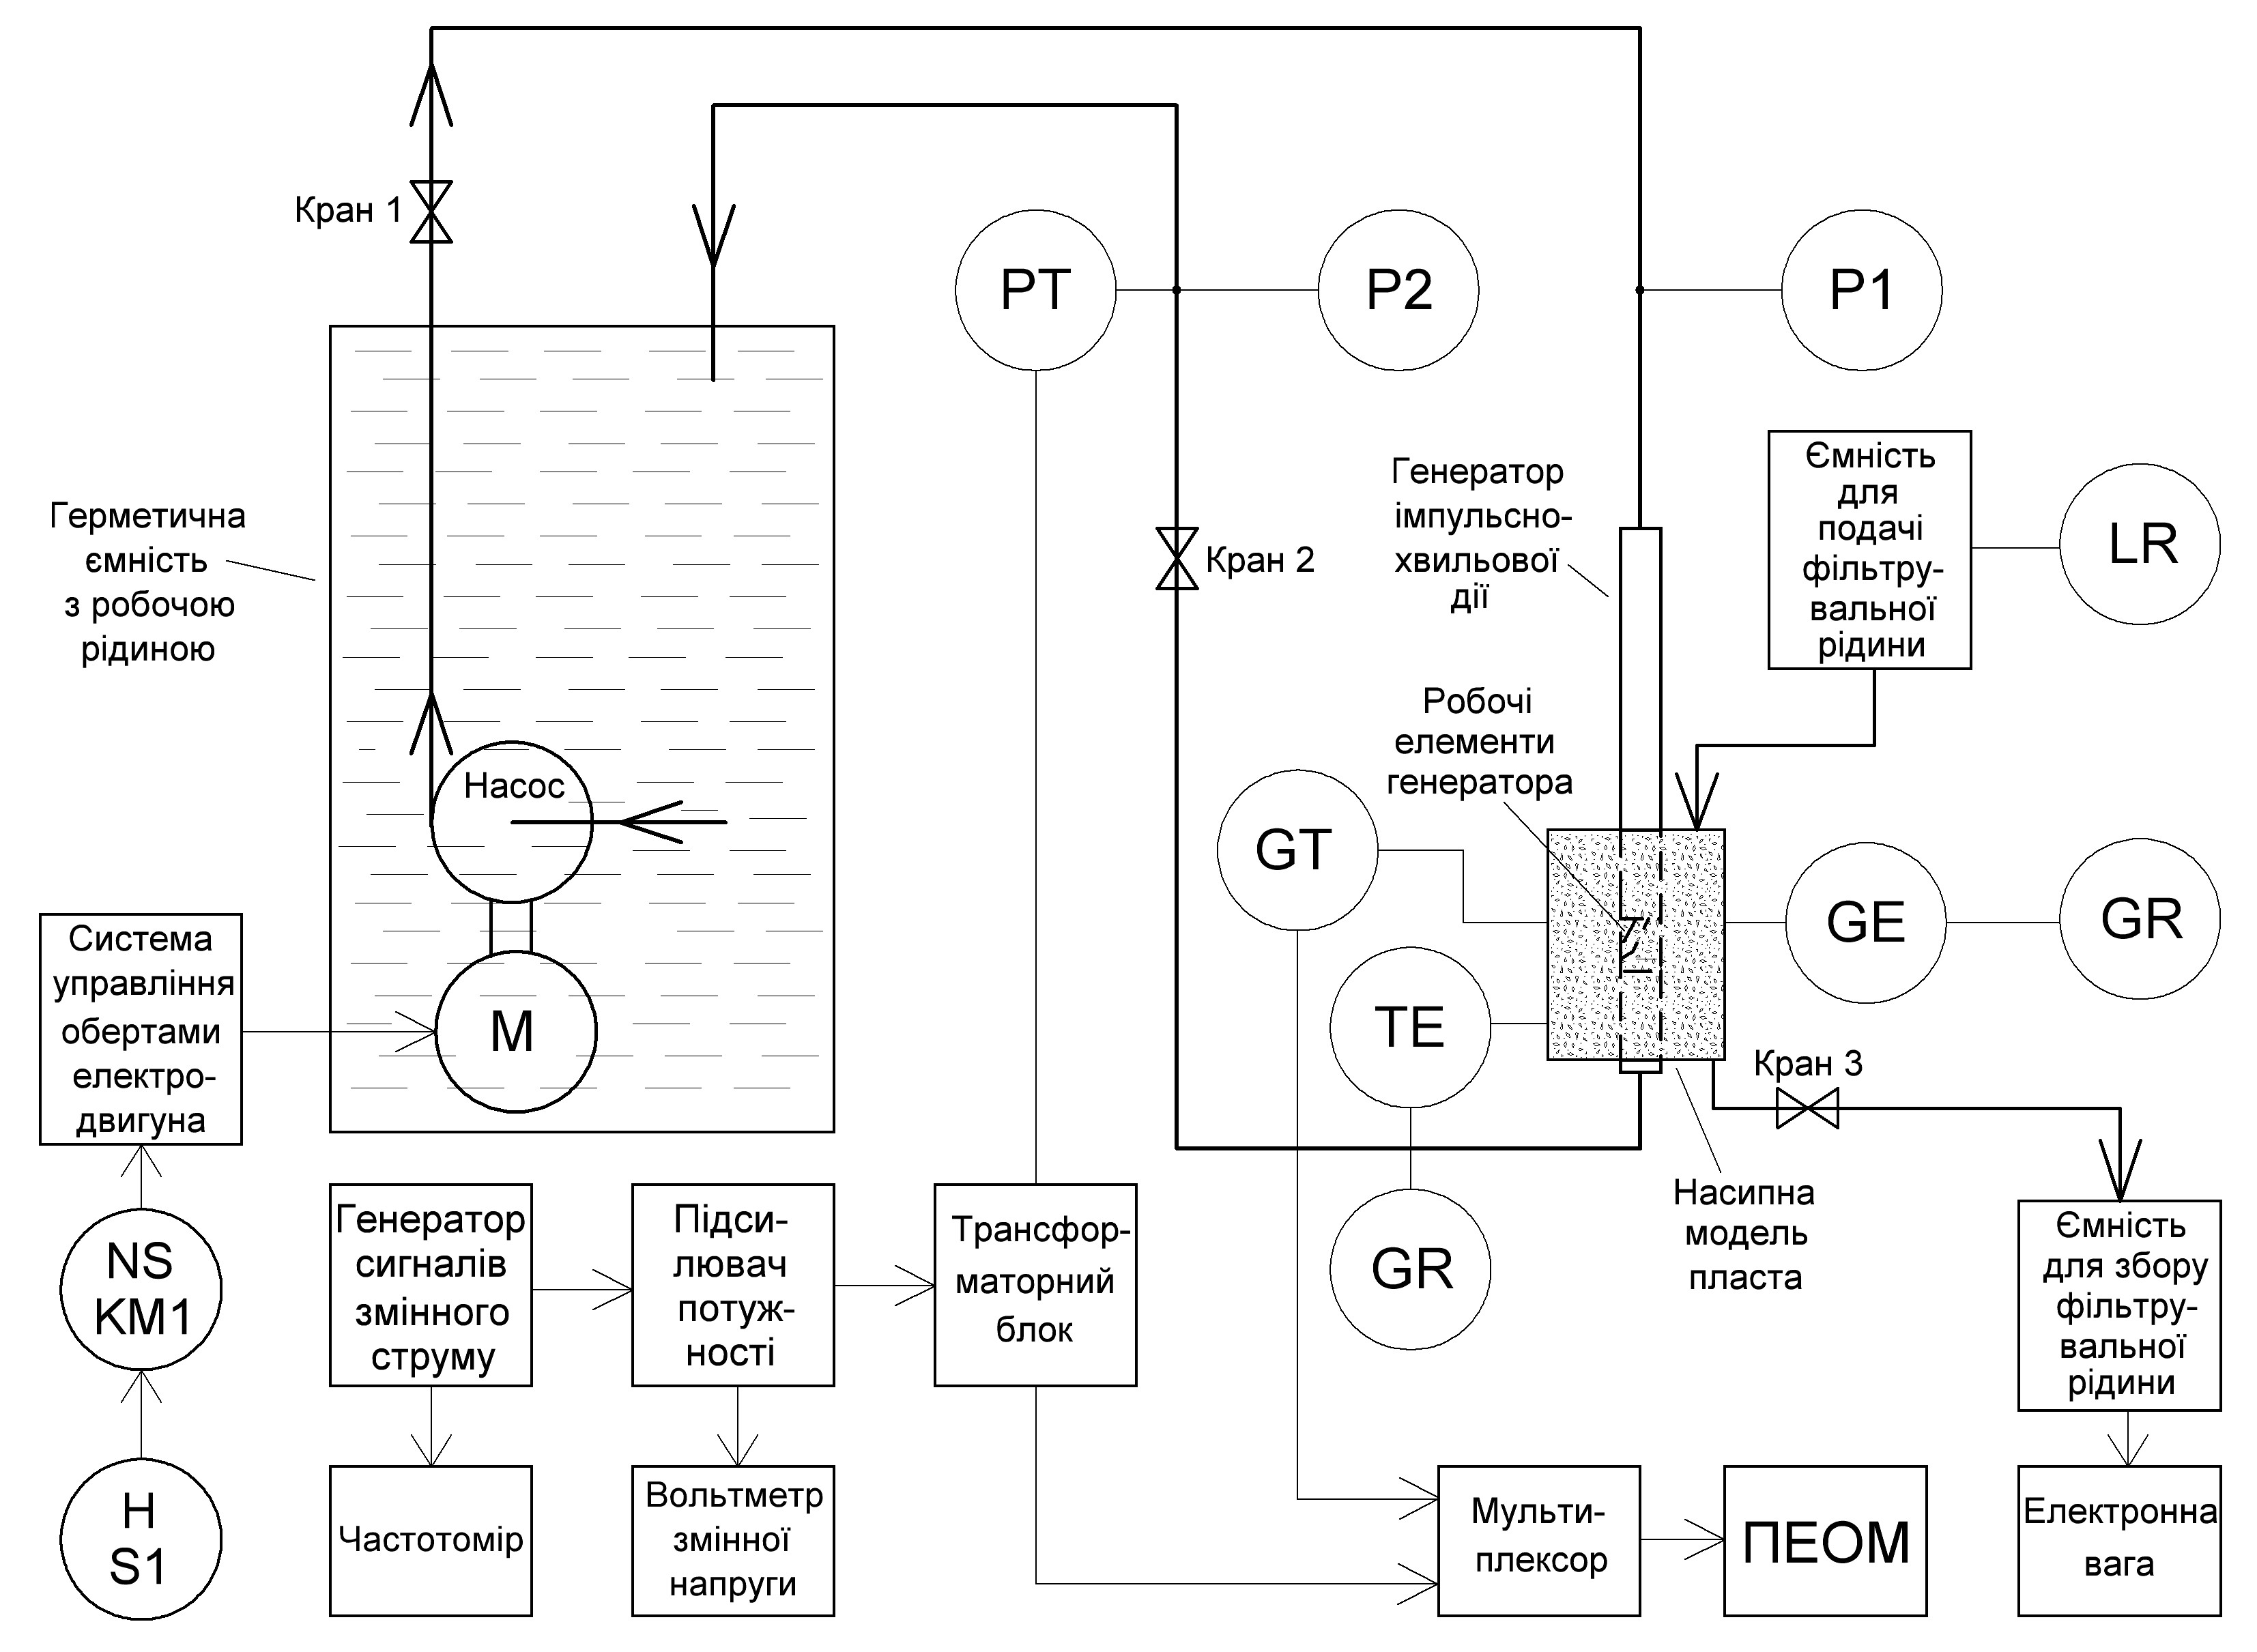 Кран 1
PT
P2
P1
Герметична
ємність
з робочою
рідиною
Кран 2
Генератор
імпульсно-
хвильової
дії
Ємність
для
подачі
фільтру-
вальної
рідини
LR
Робочі
елементи
генератора
Насос
GT
GE
GR
Система
управління
обертами
електро-
двигуна
M
TE
Кран 3
Насипна
модель
пласта
NS
KM1
Генератор
сигналів
змінного
струму
Підси-
лювач
потуж-
ності
Трансфор-
маторний
блок
GR
Ємність
для збору
фільтру-
вальної
рідини
H
S1
Частотомір
Вольтметр
змінної
напруги
Мульти-
плексор
ПЕОМ
Електронна
вага